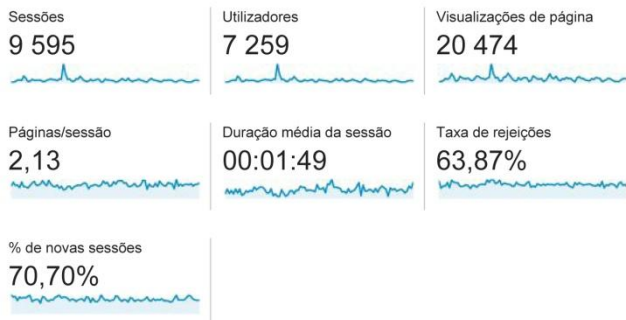 Sessões
9 595
Utilizadores
7 259
Visualizações de página
20 474
Páginas/sessão
2,13
Duração média da sessão
00:01:49
Taxa de rejeições
63,87%
% de novas sessões
70,70%